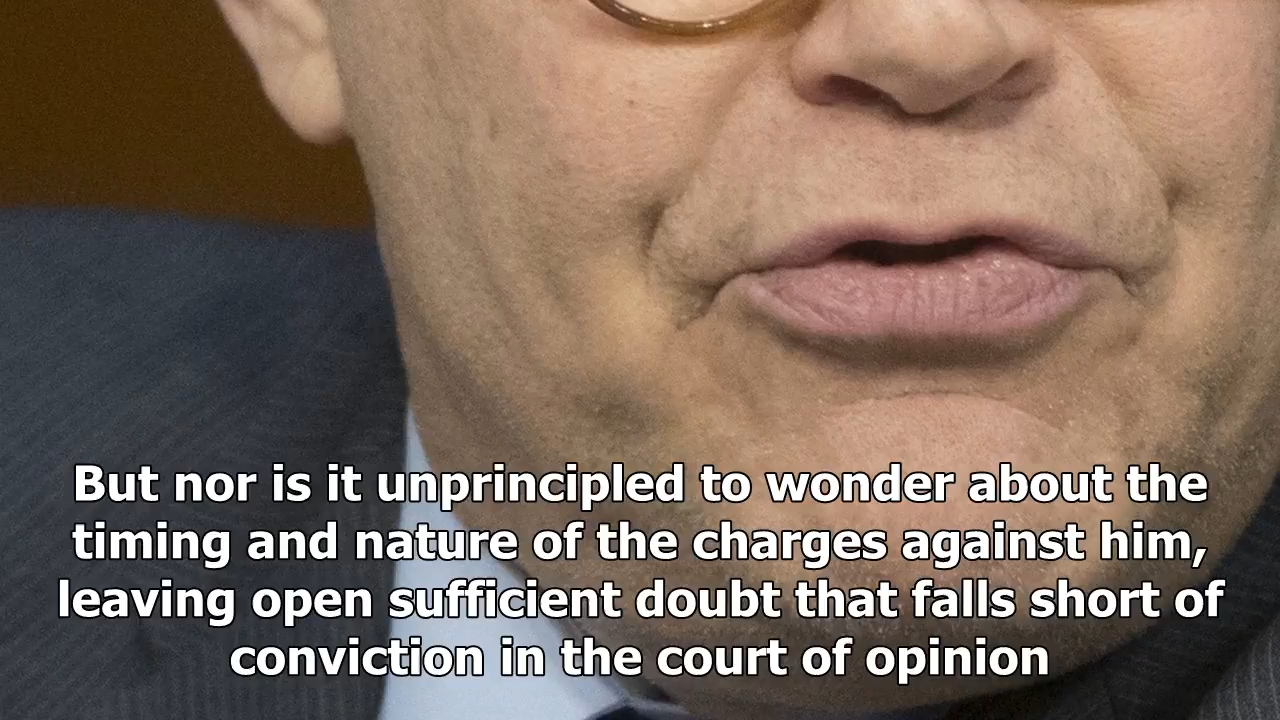 But nor is it unprincipled to wonder about the
timing and nature of the charges against him,
leaving open sufficient doubt that falls short of
conviction in the court of opinion